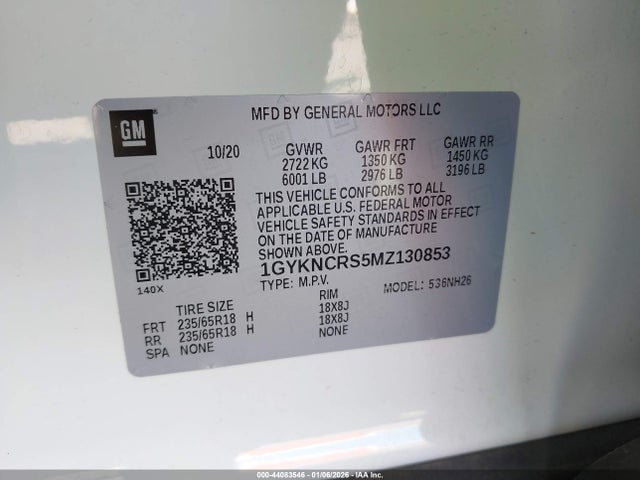 GM
MFD BY GENERAL MOTORS LLC
10/20 GVWR GAWR FRT GAWR RR
2722 KG 1350 KG 1450 KG
6001 LB 2976 LB 3196 LB
THIS VEHICLE CONFORMS TO ALL
APPLICABLE U.S. FEDERAL MOTOR
VEHICLE SAFETY STANDARDS IN EFFECT
ON THE DATE OF MANUFACTURE
SHOWN ABOVE.
1GYKNCRS5MZ130853
140X
TYPE: M.P.V. MODEL: 536NH26
TIRE SIZE RIM
FRT 235/65R18 H 18X8J
RR 235/65R18 H 18X8J
SPA NONE NONE
000-44083546 | 01/06/2026 | IAA Inc.